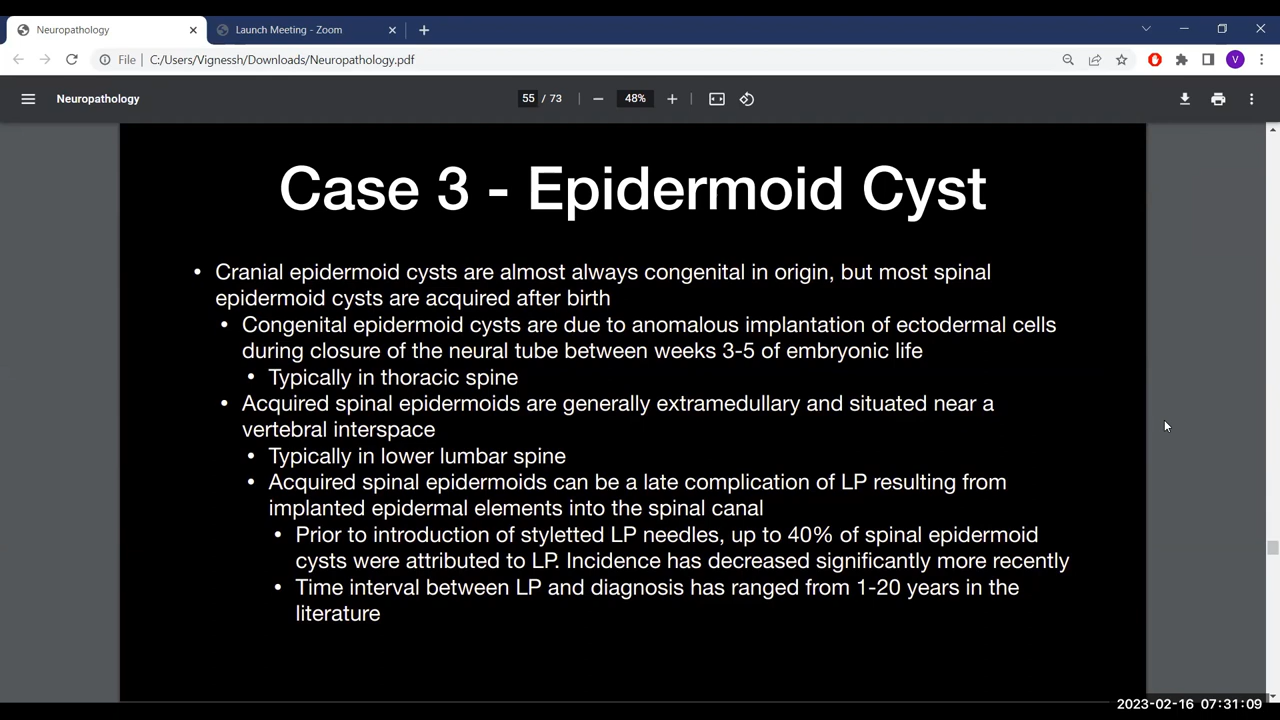 Neuropathology
Launch Meeting - Zoom
File
C:/Users/Vignessh/Downloads/Neuropathology.pdf
V
Neuropathology
55 / 73
48%
Case 3 - Epidermoid Cyst
• Cranial epidermoid cysts are almost always congenital in origin, but most spinal
epidermoid cysts are acquired after birth
• Congenital epidermoid cysts are due to anomalous implantation of ectodermal cells
during closure of the neural tube between weeks 3-5 of embryonic life
• Typically in thoracic spine
• Acquired spinal epidermoids are generally extramedullary and situated near a
vertebral interspace
• Typically in lower lumbar spine
• Acquired spinal epidermoids can be a late complication of LP resulting from
implanted epidermal elements into the spinal canal
• Prior to introduction of styletted LP needles, up to 40% of spinal epidermoid
cysts were attributed to LP. Incidence has decreased significantly more recently
• Time interval between LP and diagnosis has ranged from 1-20 years in the
literature
2023-02-16 07:31:09